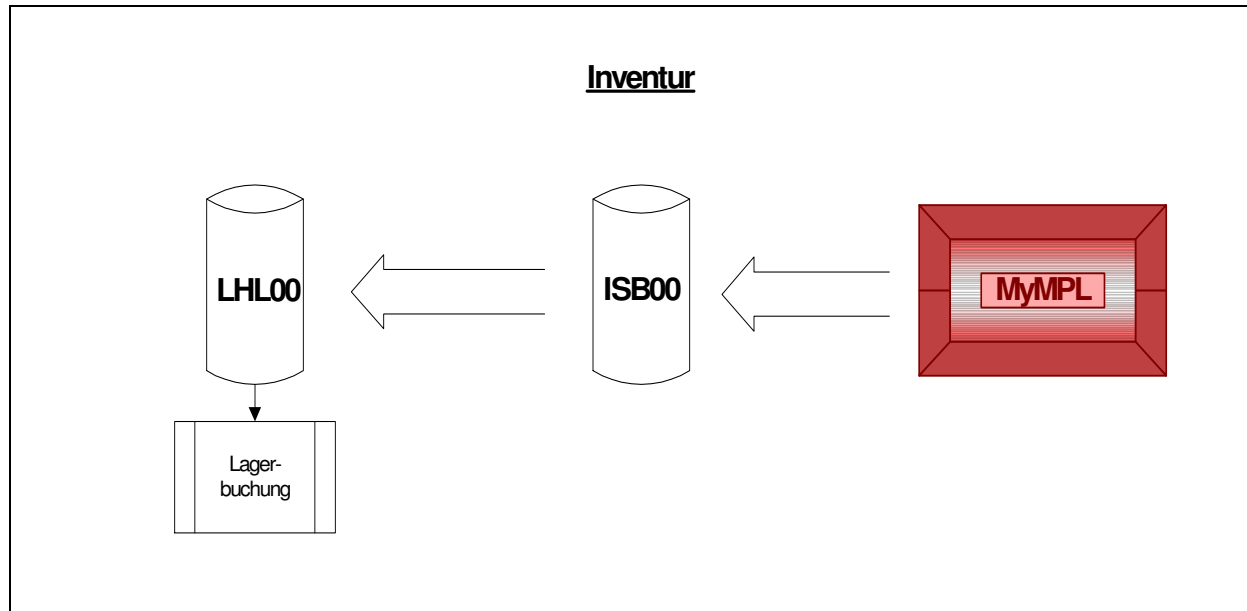 Inventur
LHL00
ISB00
MyMPL
Lager-
buchung